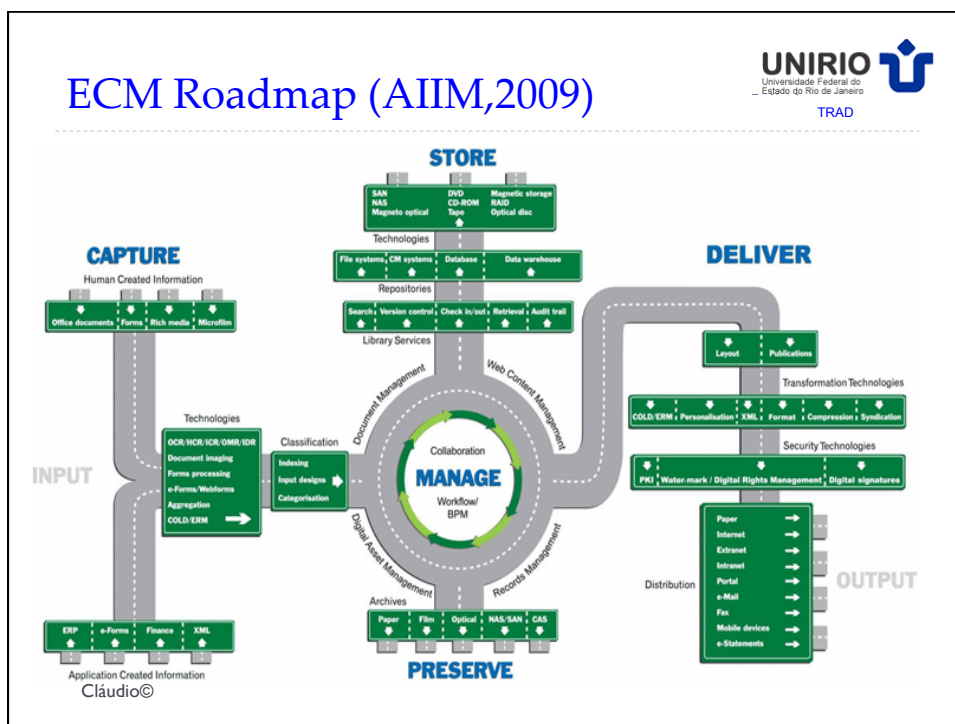 ECM Roadmap (AIIM,2009)
UNIRIO
Universidade Federal do
Estado do Rio de Janeiro
TRAD
STORE
SAN DVD Magnetic storage
NAS CD-ROM RAID
Magneto optical Tape Optical disc
Technologies
File systems CM systems Database Data warehouse
Repositories
Search Version control Check in/out Retrieval Audit trail
Library Services
CAPTURE
Human Created Information
Office documents Forms Rich media Microfilm
INPUT
Technologies
OCR/HCR/ICR/OMR/IDR
Document imaging
Forms processing
e-Forms/Webforms
Aggregation
COLD/ERM
Classification
Indexing
Input designs
Categorisation
ERP e-Forms Finance XML
Application Created Information
Document Management
Web Content Management
Digital Asset Management
Records Management
Collaboration
MANAGE
Workflow/
BPM
Archives
Paper Film Optical NAS/SAN CAS
PRESERVE
DELIVER
Layout Publications
Transformation Technologies
COLD/ERM Personalisation XML Format Compression Syndication
Security Technologies
PKI Water-mark / Digital Rights Management Digital signatures
Distribution
Paper
Internet
Extranet
Intranet
Portal
e-Mail
Fax
Mobile devices
e-Statements
OUTPUT
Cláudio©